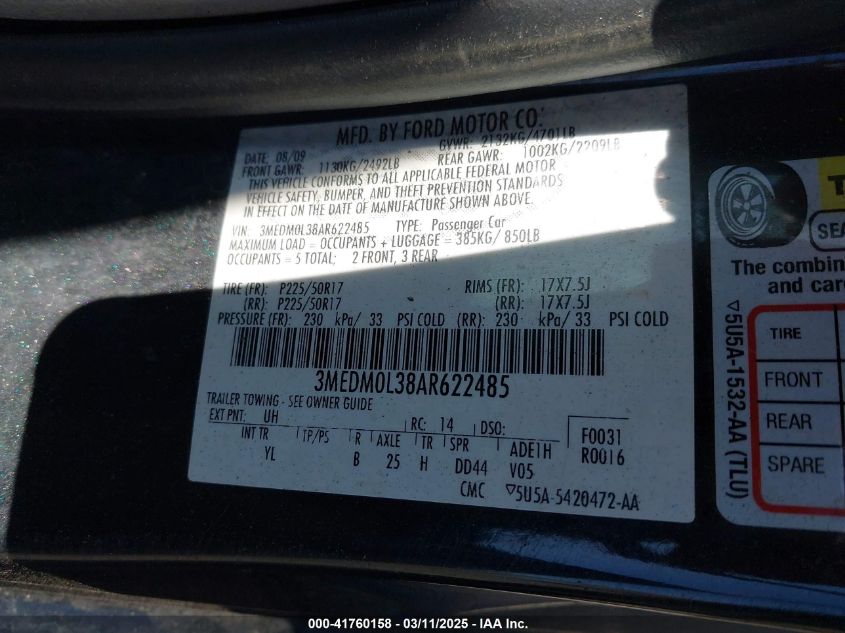 MFD. BY FORD MOTOR CO.
DATE: 08/09 GVWR: 2132KG/4701LB
FRONT GAWR: 1130KG/2492LB REAR GAWR: 1002KG/2209LB
THIS VEHICLE CONFORMS TO ALL APPLICABLE FEDERAL MOTOR
VEHICLE SAFETY, BUMPER, AND THEFT PREVENTION STANDARDS
IN EFFECT ON THE DATE OF MANUFACTURE SHOWN ABOVE.
VIN: 3MEDM0L38AR622485 TYPE: Passenger Car
MAXIMUM LOAD = OCCUPANTS + LUGGAGE = 385KG/ 850LB
OCCUPANTS = 5 TOTAL; 2 FRONT, 3 REAR
TIRE (FR): P225/50R17 RIMS (FR): 17X7.5J
(RR): P225/50R17 (RR): 17X7.5J
PRESSURE (FR): 230 kPa/ 33 PSI COLD (RR): 230 kPa/ 33 PSI COLD
3MEDM0L38AR622485
TRAILER TOWING - SEE OWNER GUIDE
EXT PNT: UH RC: 14 DSO: F0031
INT TR TP/PS R AXLE TR SPR ADE1H R0016
YL B 25 H DD44 V05
CMC ▽5U5A-5420472-AA
▽5U5A-1532-AA (TLU)
The combin
and carg
TIRE
FRONT
REAR
SPARE
000-41760158 - 03/11/2025 - IAA Inc.